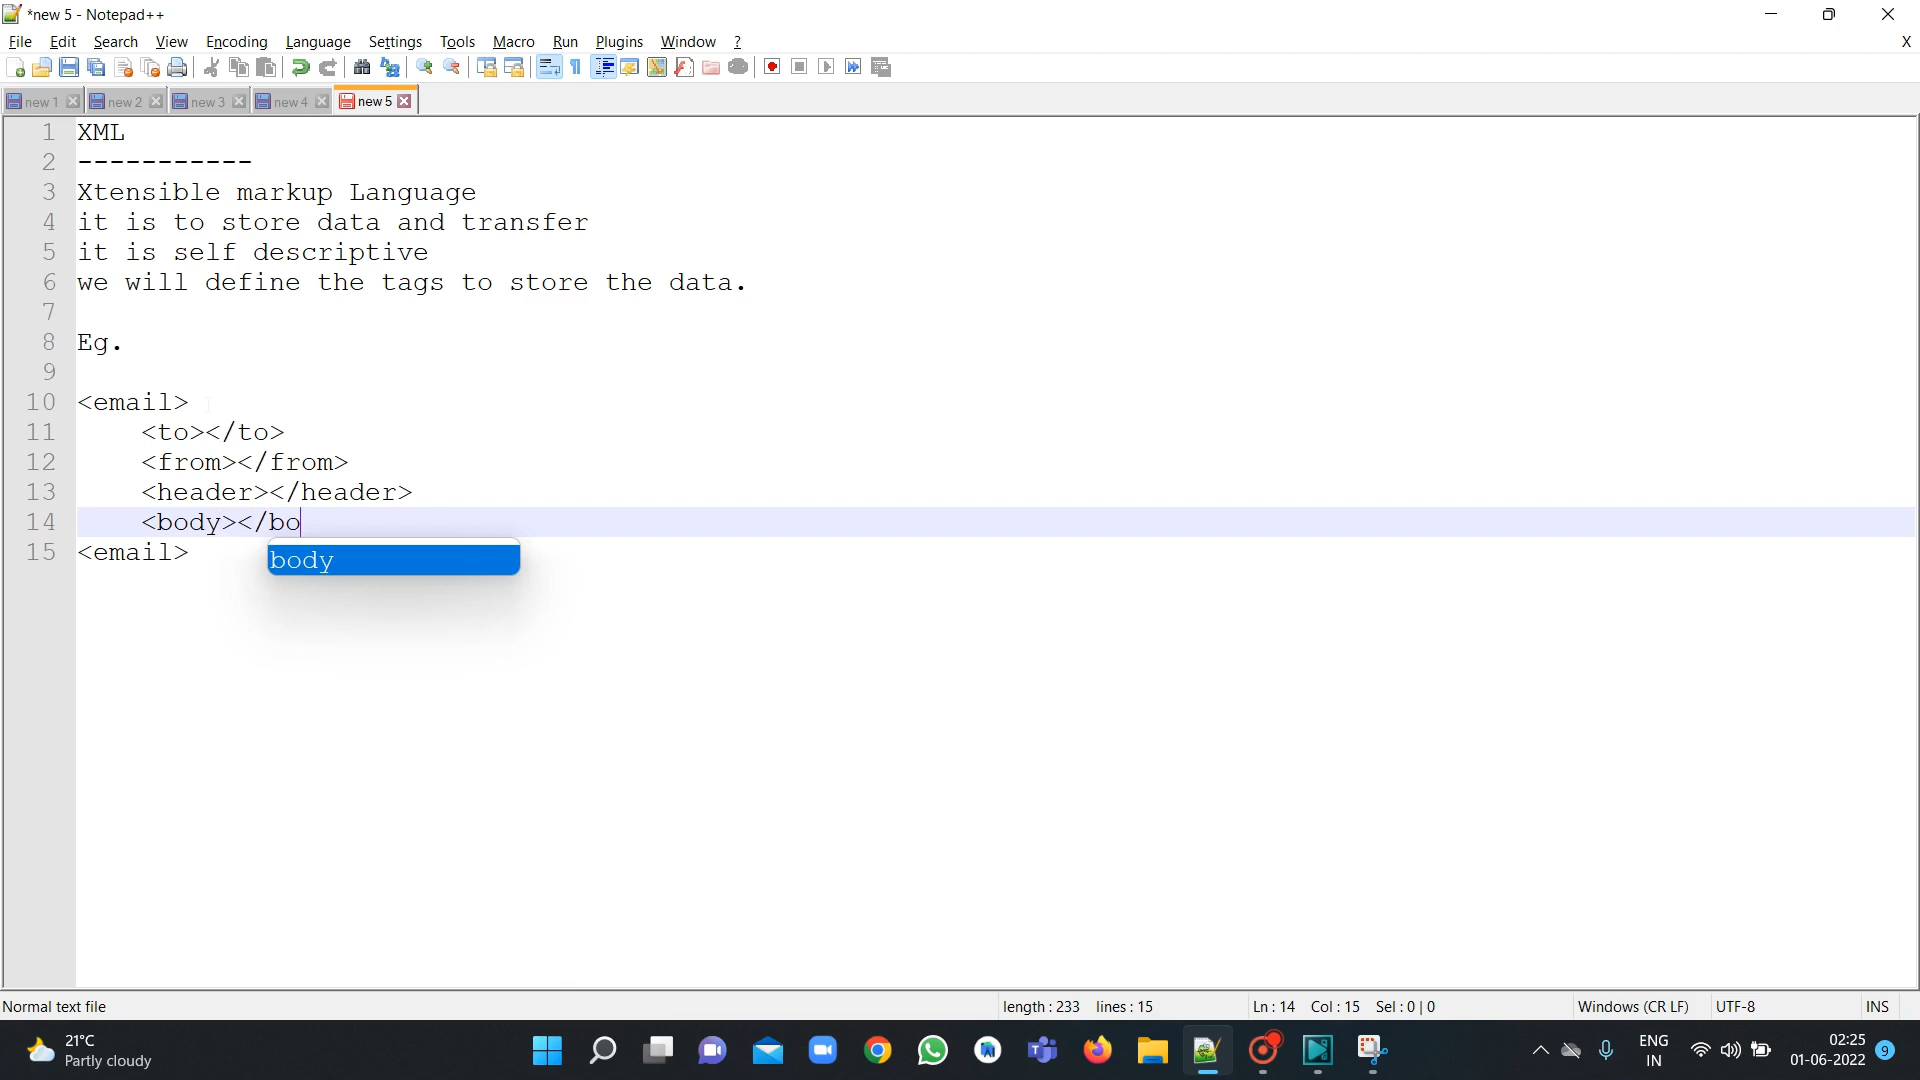 *new 5 - Notepad++
File Edit Search View Encoding Language Settings Tools Macro Run Plugins Window ? X
new 1 new 2 new 3 new 4 new 5
1 XML
2 -----------
3 Xtensible markup Language
4 it is to store data and transfer
5 it is self descriptive
6 we will define the tags to store the data.
7
8 Eg.
9
10 <email>
11 <to></to>
12 <from></from>
13 <header></header>
14 <body></bo
15 <email>
body
Normal text file length : 233 lines : 15 Ln : 14 Col : 15 Sel : 0 | 0 Windows (CR LF) UTF-8 INS
21°C
Partly cloudy
ENG
IN
02:25
01-06-2022
9